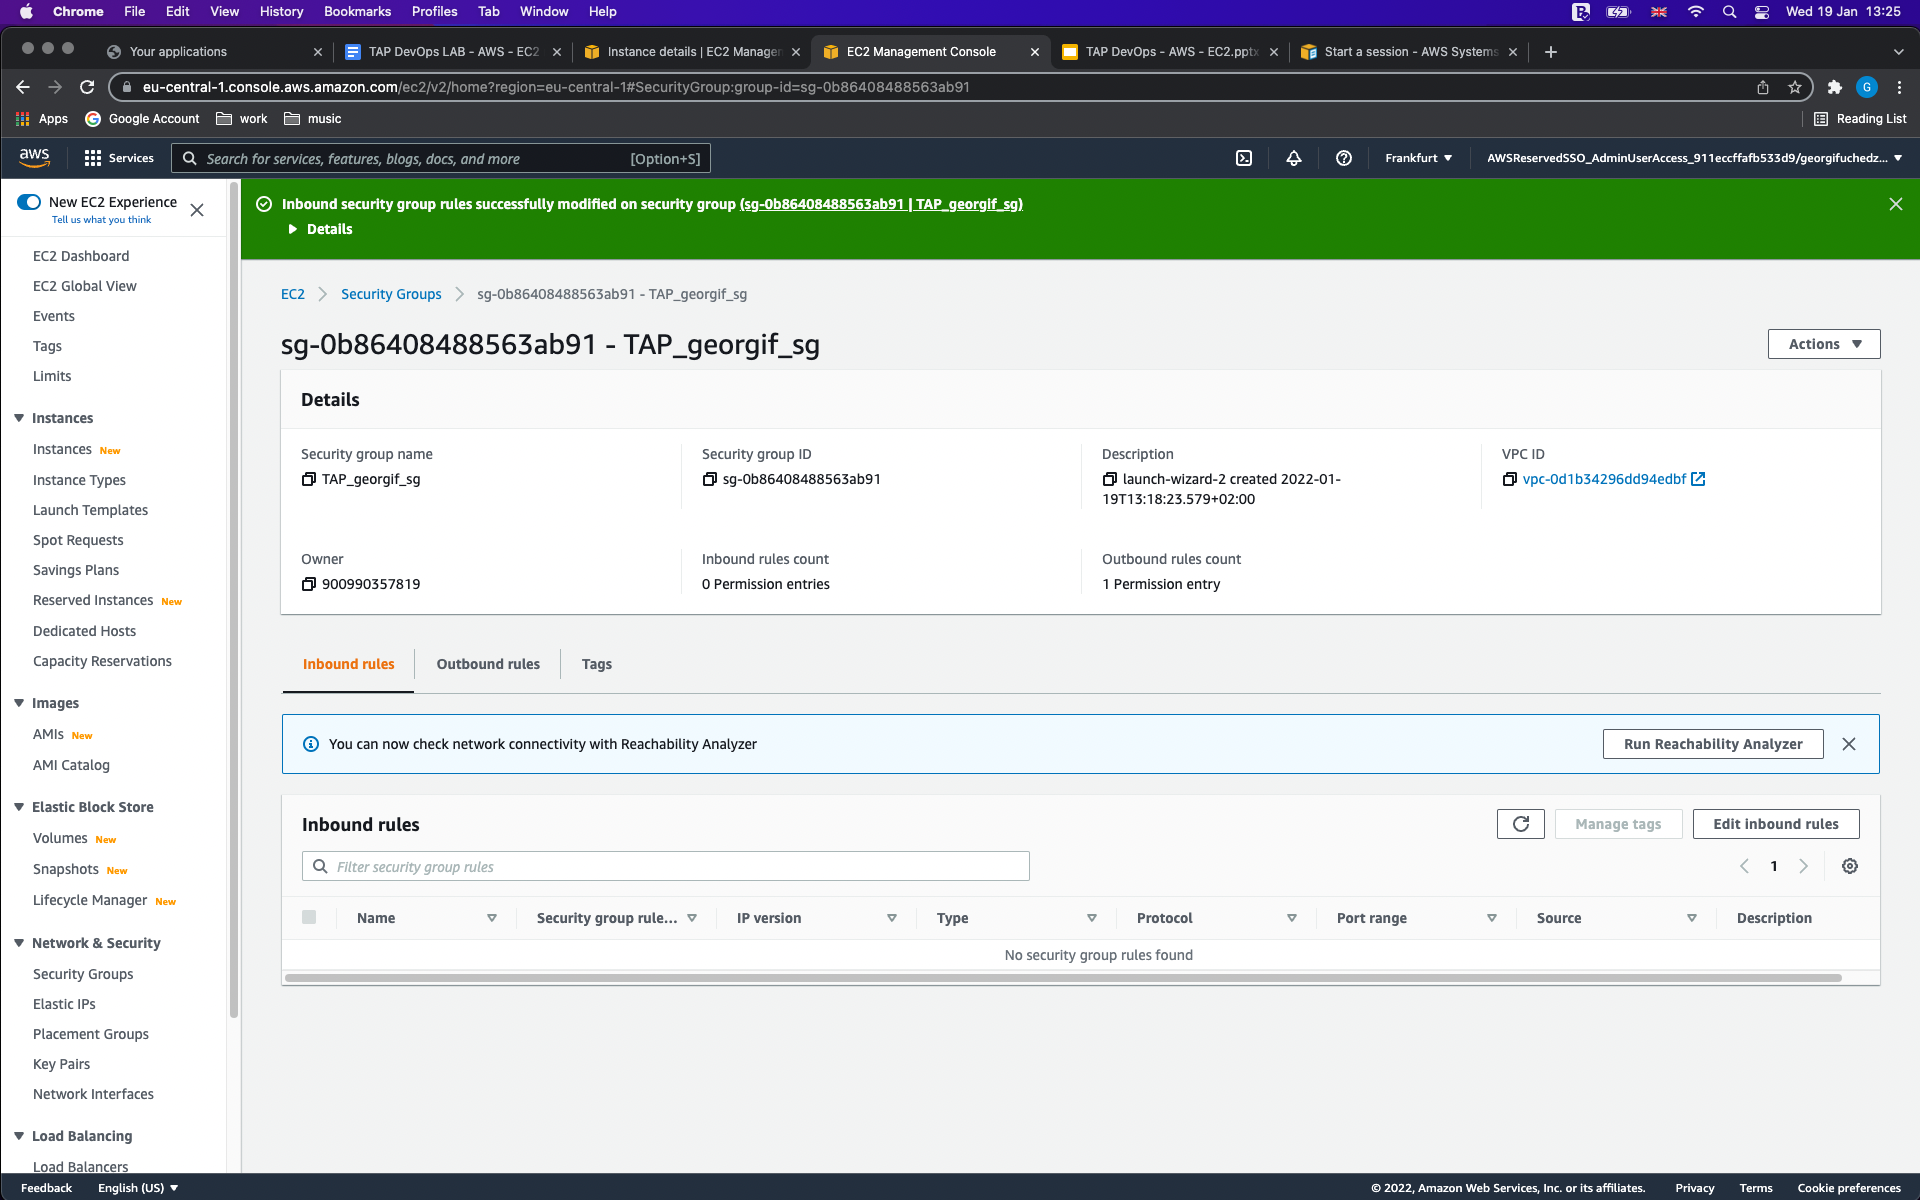 Chrome File Edit View History Bookmarks Profiles Tab Window Help Wed 19 Jan 13:25
Your applications TAP DevOps LAB - AWS - EC2 Instance details | EC2 Manager EC2 Management Console TAP DevOps - AWS - EC2.pptx Start a session - AWS Systems
eu-central-1.console.aws.amazon.com/ec2/v2/home?region=eu-central-1#SecurityGroup:group-id=sg-0b86408488563ab91 G
Apps Google Account work music Reading List
aws Services Search for services, features, blogs, docs, and more [Option+S] Frankfurt AWSReservedSSO_AdminUserAccess_911eccffafb533d9/georgifuchedz...
New EC2 Experience
Tell us what you think
EC2 Dashboard
EC2 Global View
Events
Tags
Limits
Instances
Instances New
Instance Types
Launch Templates
Spot Requests
Savings Plans
Reserved Instances New
Dedicated Hosts
Capacity Reservations
Images
AMIs New
AMI Catalog
Elastic Block Store
Volumes New
Snapshots New
Lifecycle Manager New
Network & Security
Security Groups
Elastic IPs
Placement Groups
Key Pairs
Network Interfaces
Load Balancing
Load Balancers
Inbound security group rules successfully modified on security group (sg-0b86408488563ab91 | TAP_georgif_sg)
Details
EC2 Security Groups sg-0b86408488563ab91 - TAP_georgif_sg
sg-0b86408488563ab91 - TAP_georgif_sg Actions
Details
Security group name Security group ID Description VPC ID
TAP_georgif_sg sg-0b86408488563ab91 launch-wizard-2 created 2022-01- vpc-0d1b34296dd94edbf
19T13:18:23.579+02:00
Owner Inbound rules count Outbound rules count
900990357819 0 Permission entries 1 Permission entry
Inbound rules Outbound rules Tags
You can now check network connectivity with Reachability Analyzer Run Reachability Analyzer
Inbound rules Manage tags Edit inbound rules
Filter security group rules 1
Name Security group rule... IP version Type Protocol Port range Source Description
No security group rules found
Feedback English (US) © 2022, Amazon Web Services, Inc. or its affiliates. Privacy Terms Cookie preferences